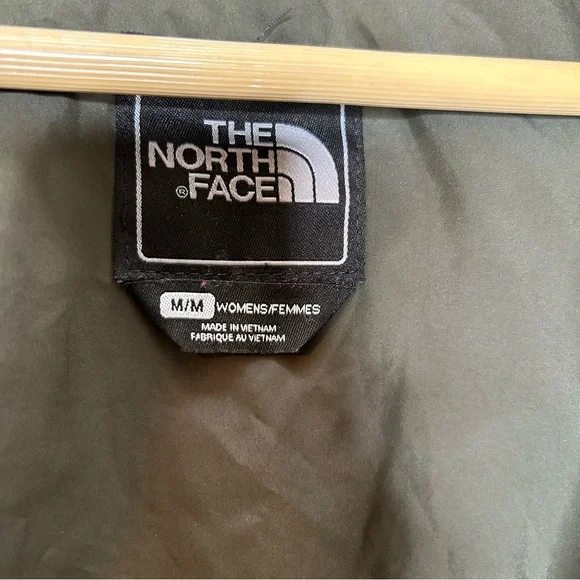 THE
NORTH
®FACE
M/M WOMENS/FEMMES
MADE IN VIETNAM
FABRIQUE AU VIETNAM